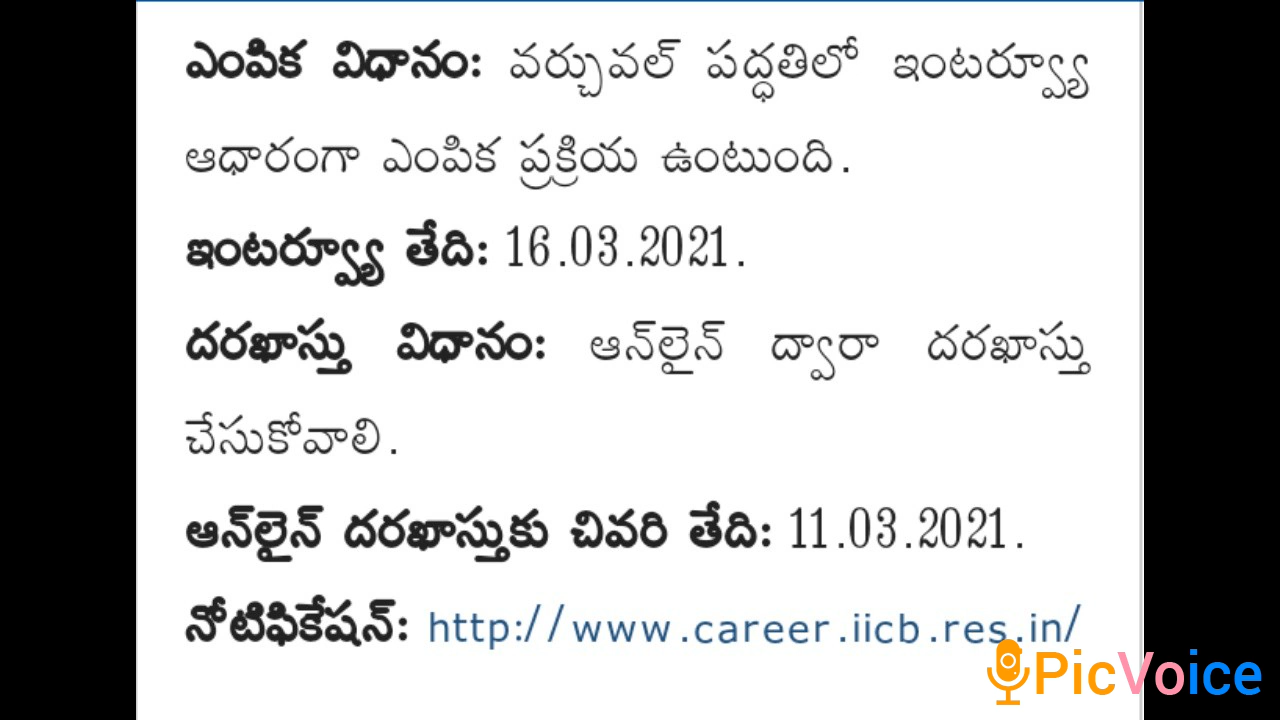 ఎంపిక విధానం: వర్చువల్ పద్ధతిలో ఇంటర్వ్యూ
ఆధారంగా ఎంపిక ప్రక్రియ ఉంటుంది.
ఇంటర్వ్యూ తేది: 16.03.2021.
దరఖాస్తు విధానం: ఆన్‌లైన్ ద్వారా దరఖాస్తు
చేసుకోవాలి.
ఆన్‌లైన్ దరఖాస్తుకు చివరి తేది: 11.03.2021.
నోటిఫికేషన్: http://www.career.iicb.res.in/
PicVoice